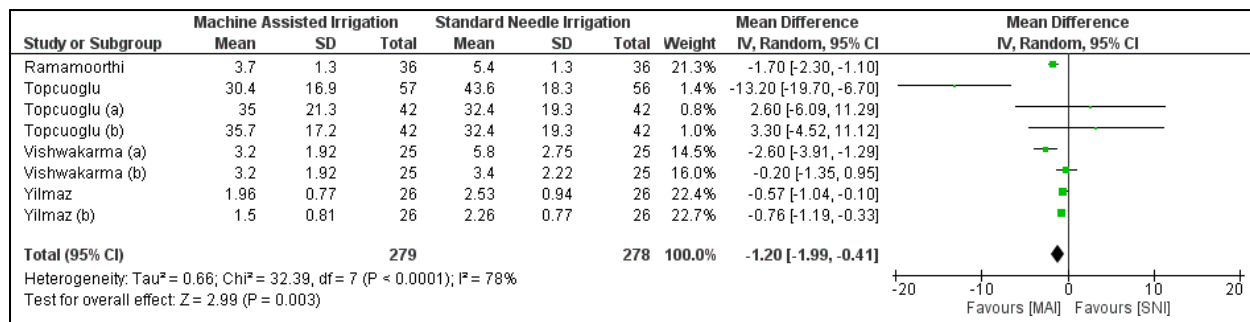 Machine Assisted Irrigation Standard Needle Irrigation Mean Difference Mean Difference
Study or Subgroup Mean SD Total Mean SD Total Weight IV, Random, 95% CI IV, Random, 95% CI
Ramamoorthi 3.7 1.3 36 5.4 1.3 36 21.3% -1.70 [-2.30, -1.10]
Topcuoglu 30.4 16.9 57 43.6 18.3 56 1.4% -13.20 [-19.70, -6.70]
Topcuoglu (a) 35 21.3 42 32.4 19.3 42 0.8% 2.60 [-6.09, 11.29]
Topcuoglu (b) 35.7 17.2 42 32.4 19.3 42 1.0% 3.30 [-4.52, 11.12]
Vishwakarma (a) 3.2 1.92 25 5.8 2.75 25 14.5% -2.60 [-3.91, -1.29]
Vishwakarma (b) 3.2 1.92 25 3.4 2.22 25 16.0% -0.20 [-1.35, 0.95]
Yilmaz 1.96 0.77 26 2.53 0.94 26 22.4% -0.57 [-1.04, -0.10]
Yilmaz (b) 1.5 0.81 26 2.26 0.77 26 22.7% -0.76 [-1.19, -0.33]
Total (95% CI) 279 278 100.0% -1.20 [-1.99, -0.41]
Heterogeneity: Tau² = 0.66; Chi² = 32.39, df = 7 (P < 0.0001); I² = 78%
Test for overall effect: Z = 2.99 (P = 0.003)
-20 -10 0 10 20
Favours [MAI] Favours [SNI]